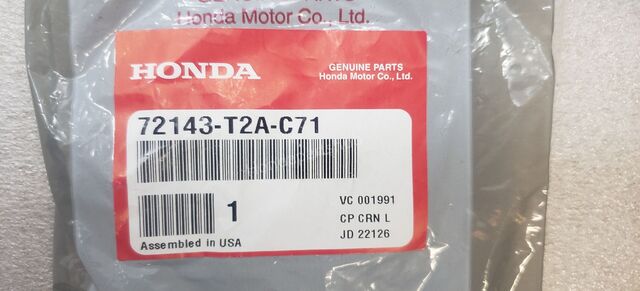 Honda Motor Co., Ltd.
HONDA
GENUINE PARTS
Honda Motor Co., Ltd.
72143-T2A-C71
1
VC 001991
CP CRN L
JD 22126
Assembled in USA